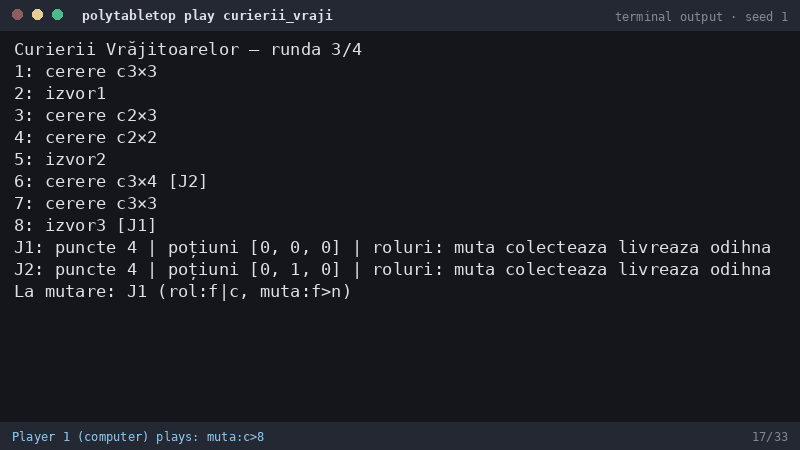 polytabletop play curierii_vraji
terminal output · seed 1
Curierii Vrăjitoarelor — runda 3/4
1: cerere c3×3
2: izvor1
3: cerere c2×3
4: cerere c2×2
5: izvor2
6: cerere c3×4 [J2]
7: cerere c3×3
8: izvor3 [J1]
J1: puncte 4 | poțiuni [0, 0, 0] | roluri: muta colecteaza livreaza odihna
J2: puncte 4 | poțiuni [0, 1, 0] | roluri: muta colecteaza livreaza odihna
La mutare: J1 (rol:f|c, muta:f>n)
Player 1 (computer) plays: muta:c>8
17/33